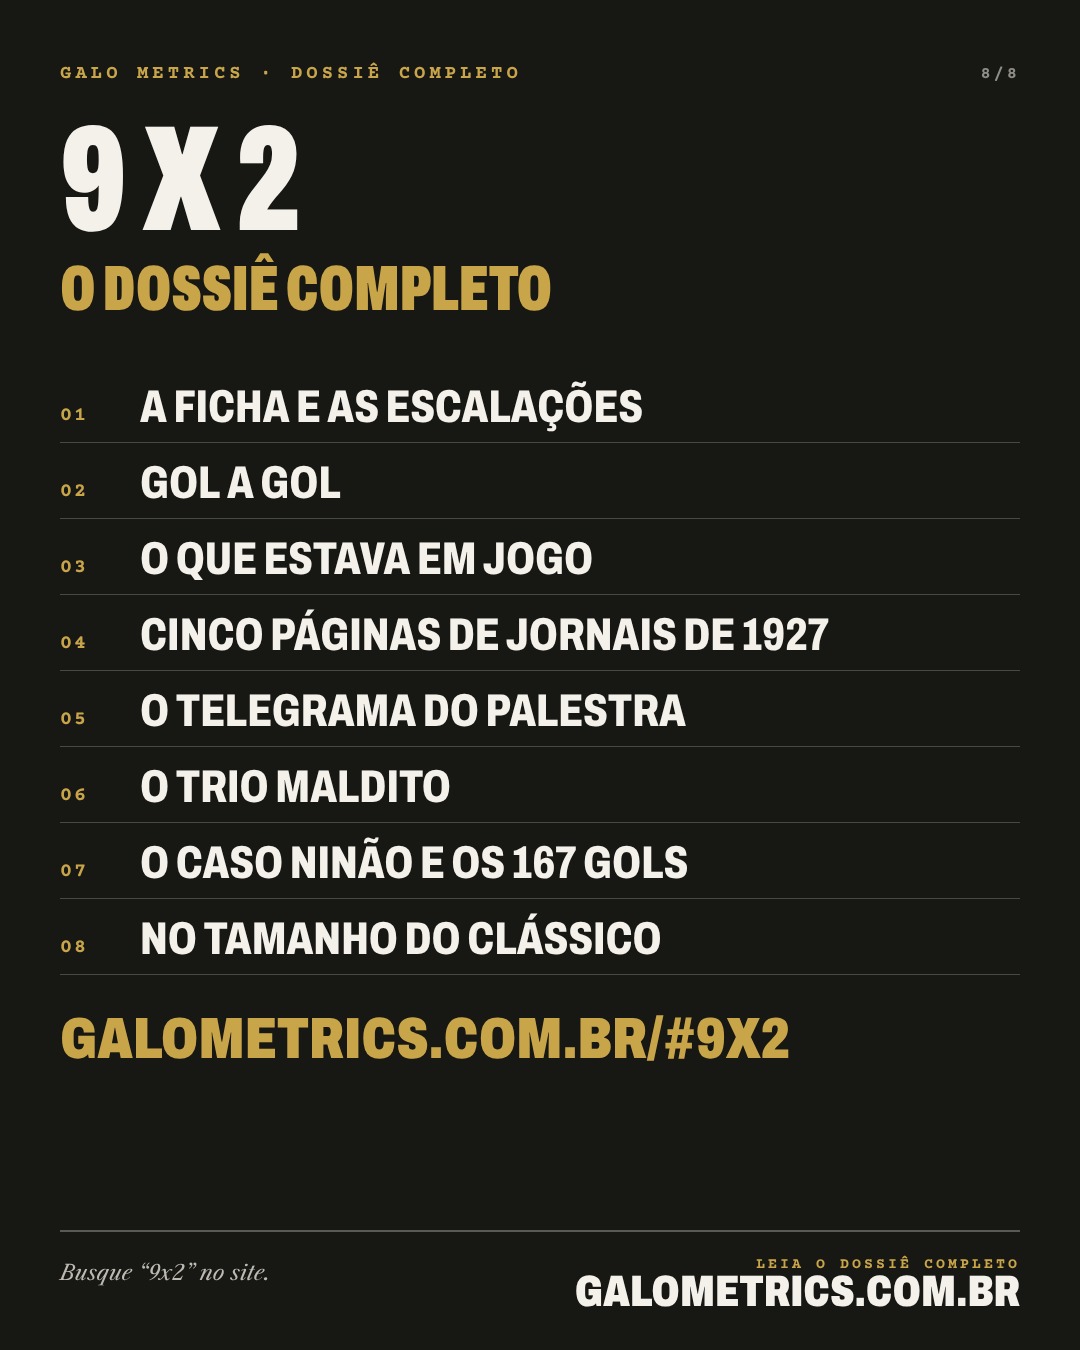 GALO METRICS · DOSSIÊ COMPLETO
8/8
9X2
O DOSSIÊ COMPLETO
01 A FICHA E AS ESCALAÇÕES
02 GOL A GOL
03 O QUE ESTAVA EM JOGO
04 CINCO PÁGINAS DE JORNAIS DE 1927
05 O TELEGRAMA DO PALESTRA
06 O TRIO MALDITO
07 O CASO NINÃO E OS 167 GOLS
08 NO TAMANHO DO CLÁSSICO
GALOMETRICS.COM.BR/#9X2
Busque “9x2” no site.
LEIA O DOSSIÊ COMPLETO
GALOMETRICS.COM.BR